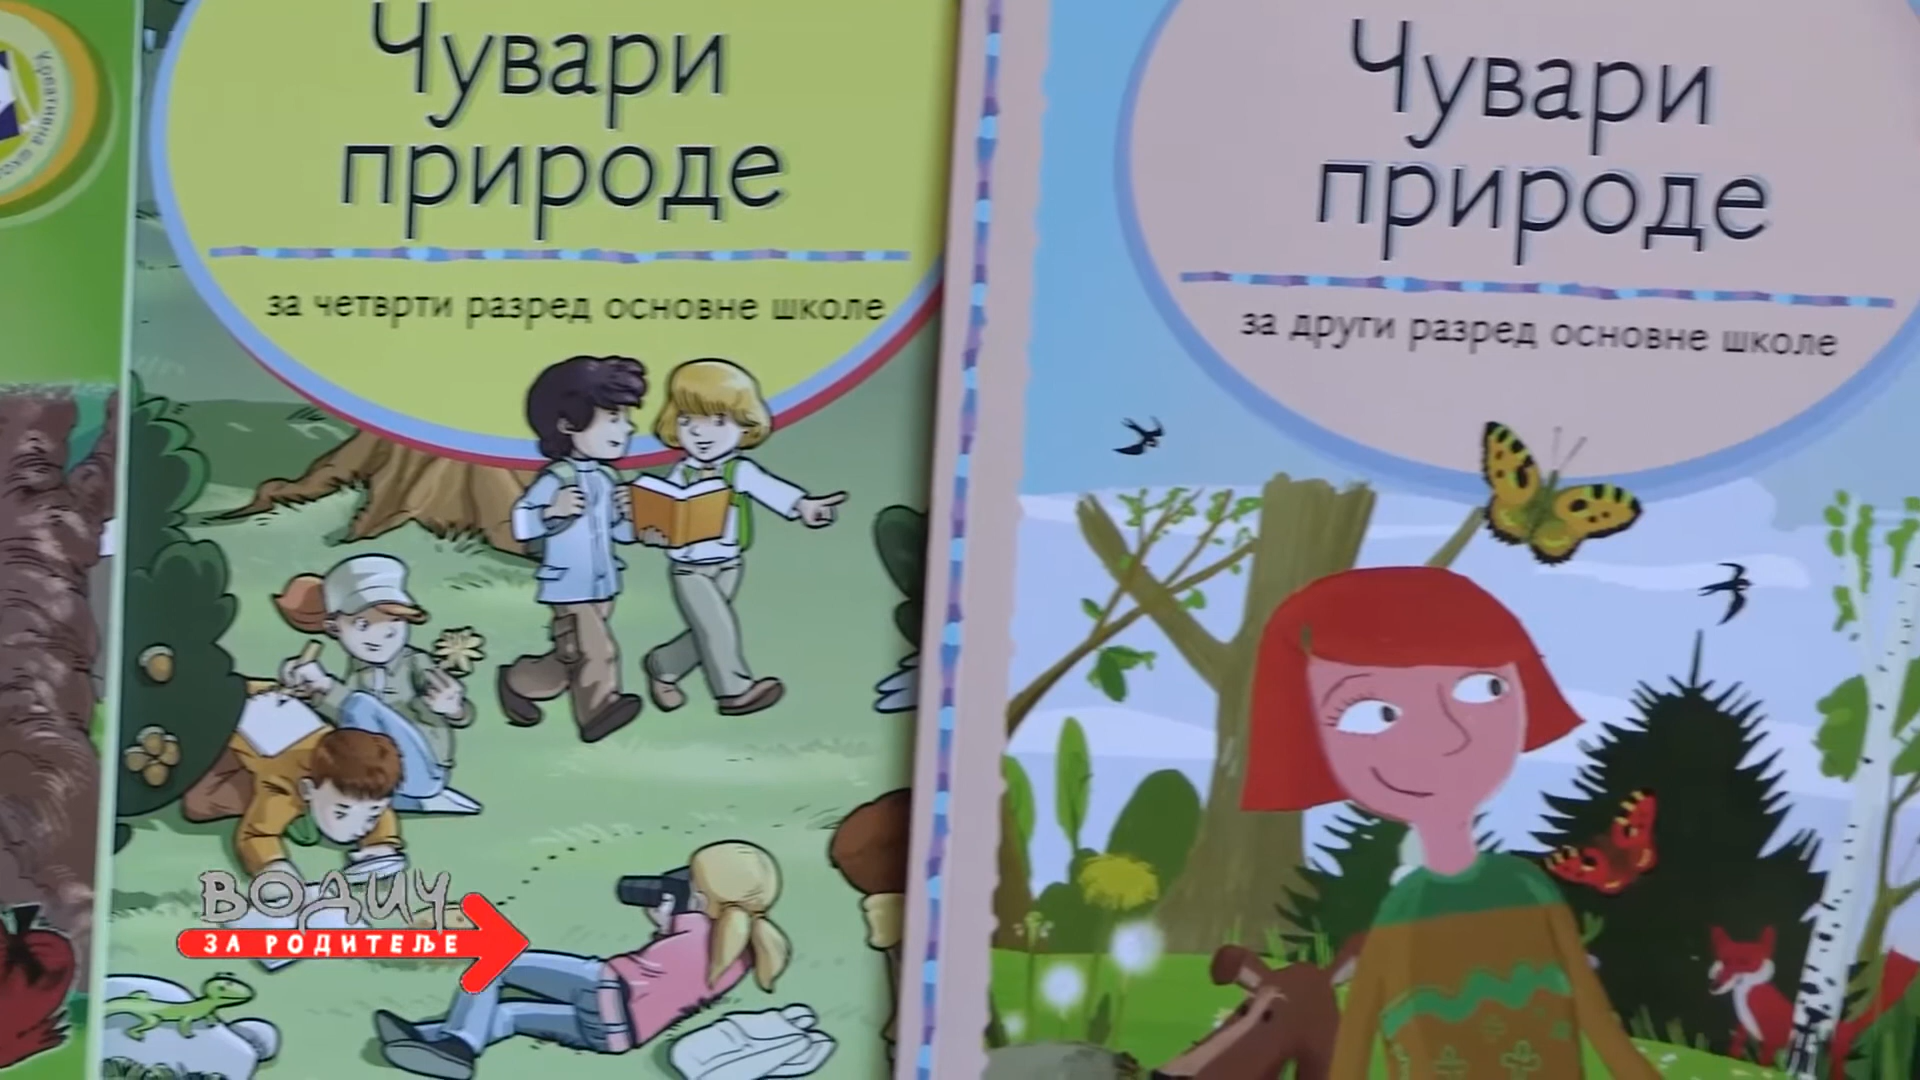 Чувари
природе
за четврти разред основне школе
Чувари
природе
за други разред основне школе
ВОДИЧ
ЗА РОДИТЕЉЕ